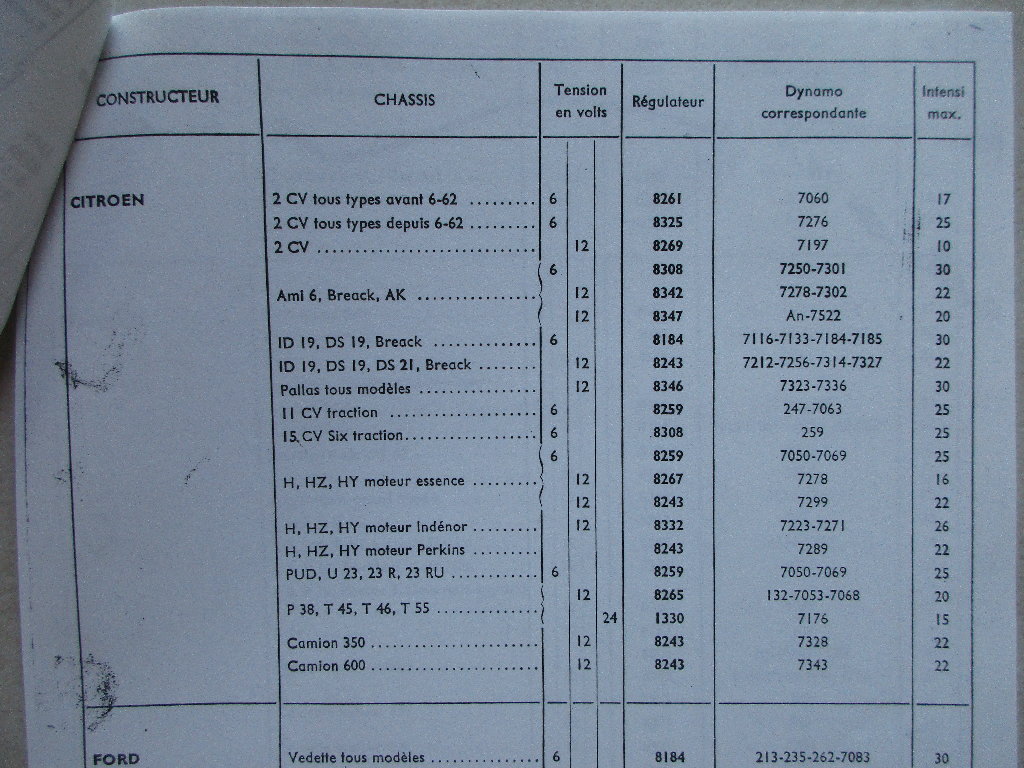 CONSTRUCTEUR CHASSIS Tension en volts Régulateur Dynamo correspondante Intensi max.
CITROEN 2 CV tous types avant 6-62 ......... 6 8261 7060 17
2 CV tous types depuis 6-62 ......... 6 8325 7276 25
2 CV ............................ 12 8269 7197 10
6 8308 7250-7301 30
Ami 6, Breack, AK ................ 12 8342 7278-7302 22
12 8347 An-7522 20
ID 19, DS 19, Breack .............. 6 8184 7116-7133-7184-7185 30
ID 19, DS 19, DS 21, Breack ........ 12 8243 7212-7256-7314-7327 22
Pallas tous modèles ................ 12 8346 7323-7336 30
11 CV traction .................... 6 8259 247-7063 25
15 CV Six traction.................. 6 8308 259 25
6 8259 7050-7069 25
H, HZ, HY moteur essence ......... 12 8267 7278 16
12 8243 7299 22
H, HZ, HY moteur Indénor ......... 12 8332 7223-7271 26
H, HZ, HY moteur Perkins ......... 8243 7289 22
PUD, U 23, 23 R, 23 RU ............ 6 8259 7050-7069 25
12 8265 132-7053-7068 20
P 38, T 45, T 46, T 55 .............. 24 1330 7176 15
Camion 350 ...................... 12 8243 7328 22
Camion 600 ...................... 12 8243 7343 22
FORD Vedette tous modèles .............. 6 8184 213-235-262-7083 30